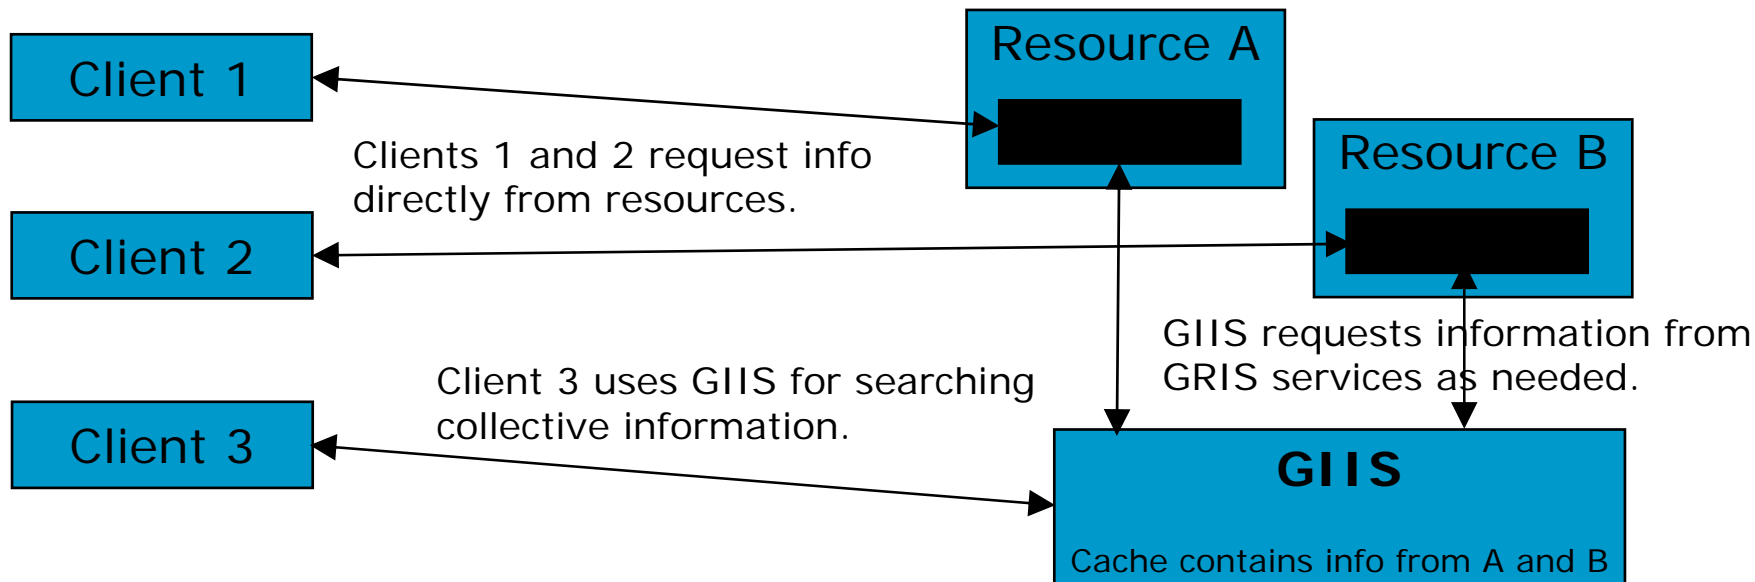 Client 1
Resource A
Clients 1 and 2 request info
directly from resources.
Resource B
Client 2
GIIS requests information from
GRIS services as needed.
Client 3 uses GIIS for searching
collective information.
Client 3
GIIS
Cache contains info from A and B